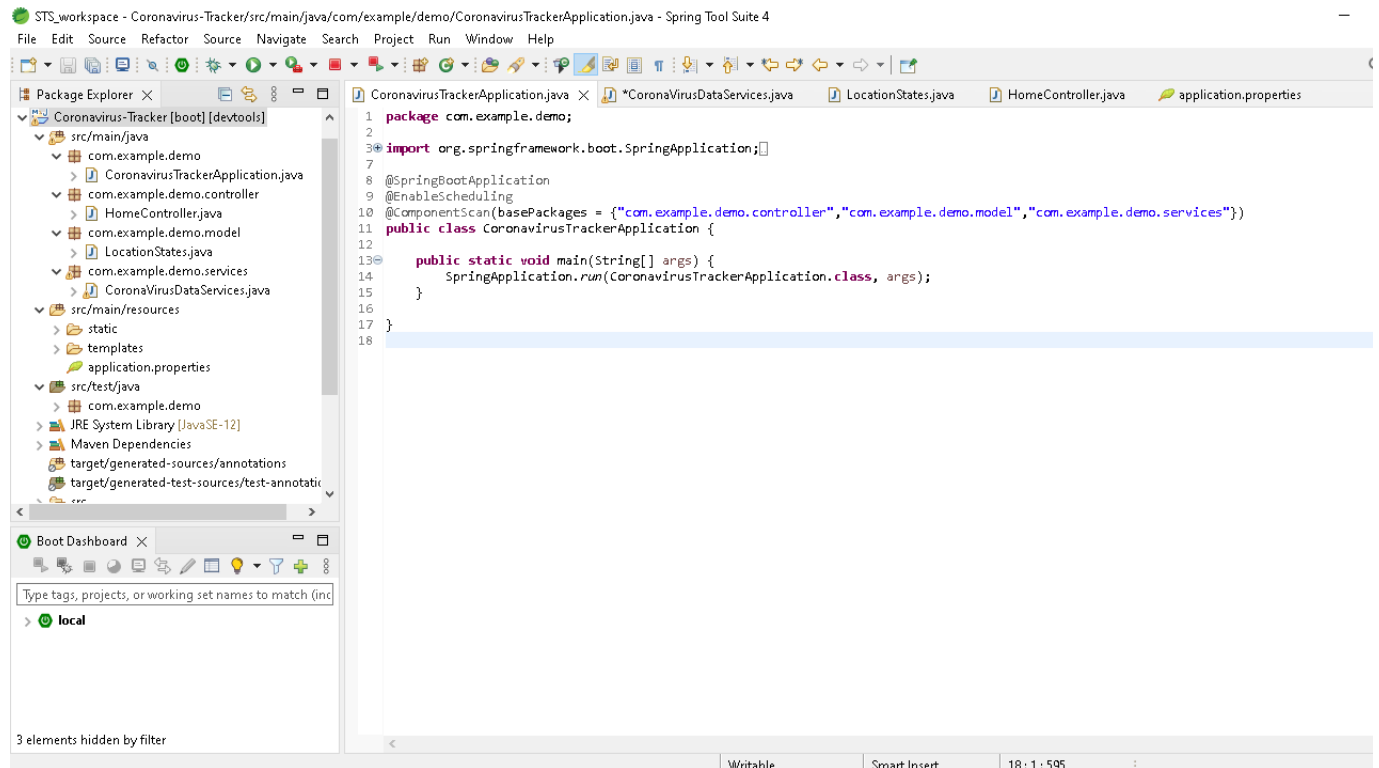 STS_workspace - Coronavirus-Tracker/src/main/java/com/example/demo/CoronavirusTrackerApplication.java - Spring Tool Suite 4
File Edit Source Refactor Source Navigate Search Project Run Window Help
Package Explorer
Coronavirus-Tracker [boot] [devtools]
src/main/java
com.example.demo
CoronavirusTrackerApplication.java
com.example.demo.controller
HomeController.java
com.example.demo.model
LocationStates.java
com.example.demo.services
CoronaVirusDataServices.java
src/main/resources
static
templates
application.properties
src/test/java
com.example.demo
JRE System Library [JavaSE-12]
Maven Dependencies
target/generated-sources/annotations
target/generated-test-sources/test-annotatic
src
Boot Dashboard
Type tags, projects, or working set names to match (inc
local
3 elements hidden by filter
CoronavirusTrackerApplication.java *CoronaVirusDataServices.java LocationStates.java HomeController.java application.properties
1 package com.example.demo;
2
3 import org.springframework.boot.SpringApplication;
7
8 @SpringBootApplication
9 @EnableScheduling
10 @ComponentScan(basePackages = {"com.example.demo.controller","com.example.demo.model","com.example.demo.services"})
11 public class CoronavirusTrackerApplication {
12
13 public static void main(String[] args) {
14 SpringApplication.run(CoronavirusTrackerApplication.class, args);
15 }
16
17 }
18
Writable Smart Insert 18 : 1 : 595